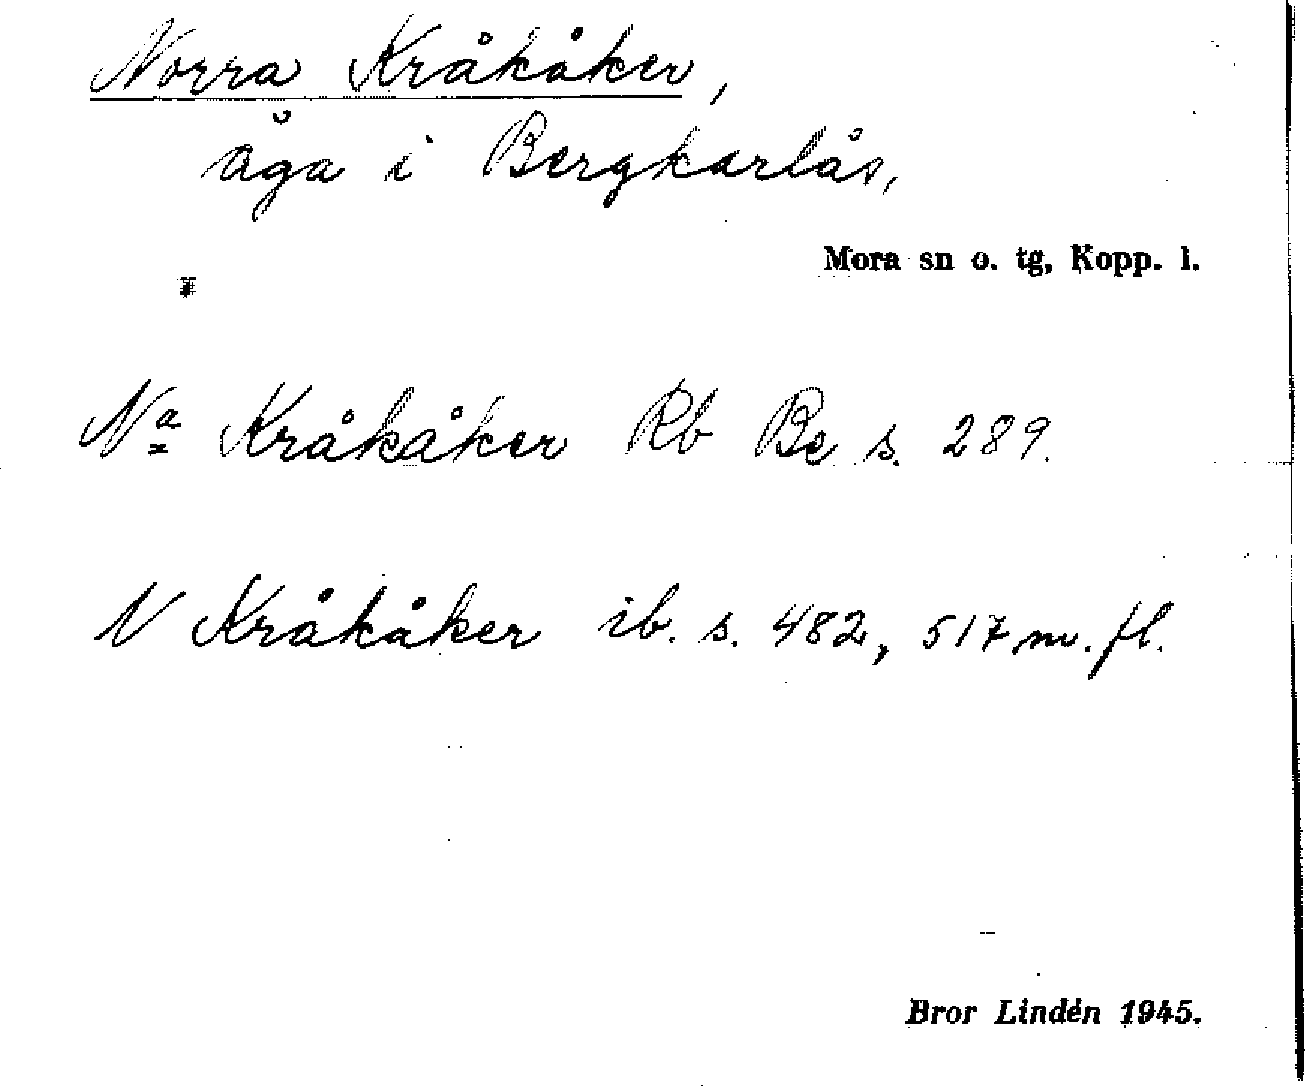 Norra Kråkåker,
åga i Bergkarlås,
Mora sn o. tg, Kopp. l.
Nª Kråkåker Rb Be s. 289.
N Kråkåker ib. s. 482, 517 m. fl.
Bror Lindén 1945.